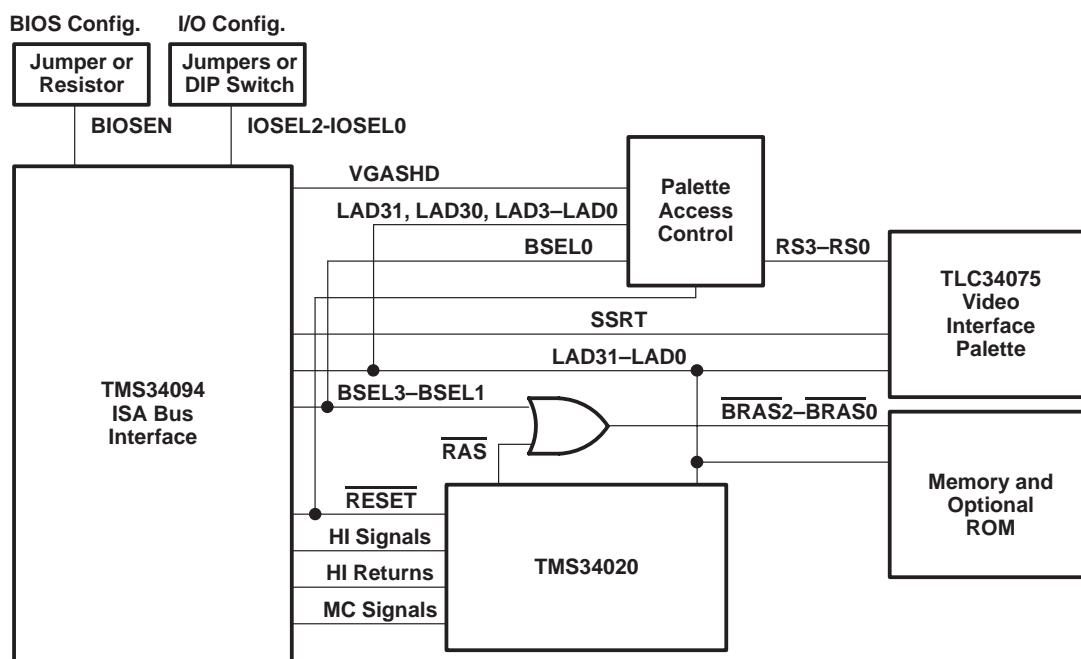 BIOS Config.
I/O Config.
Jumper or
Resistor
Jumpers or
DIP Switch
BIOSEN
IOSEL2-IOSEL0
VGASHD
LAD31, LAD30, LAD3–LAD0
BSEL0
Palette
Access
Control
RS3–RS0
TLC34075
Video
Interface
Palette
SSRT
LAD31–LAD0
TMS34094
ISA Bus
Interface
BSEL3–BSEL1
RAS
BRAS2–BRAS0
RESET
HI Signals
HI Returns
MC Signals
TMS34020
Memory and
Optional
ROM